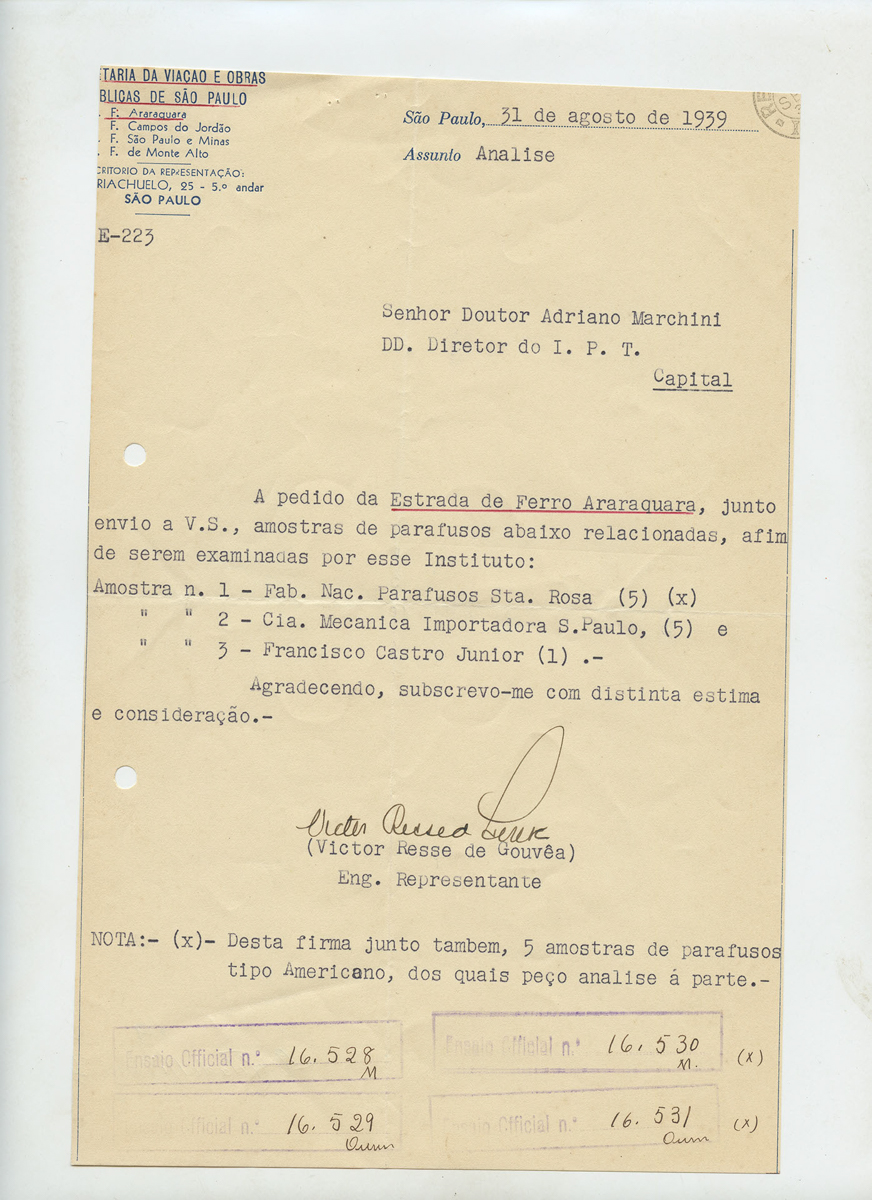 TARIA DA VIAÇÃO E OBRAS
BLICAS DE SÃO PAULO
. F. Araraquara
F. Campos do Jordão
. F. São Paulo e Minas
. F. de Monte Alto
CRITORIO DA REPRESENTAÇÃO:
RIACHUELO, 25 - 5.º andar
SÃO PAULO
E-223
São Paulo, 31 de agosto de 1939
Assunto Analise
Senhor Doutor Adriano Marchini
DD. Diretor do I. P. T.
Capital
A pedido da Estrada de Ferro Araraquara, junto
envio a V.S., amostras de parafusos abaixo relacionadas, afim
de serem examinadas por esse Instituto:
Amostra n. 1 - Fab. Nac. Parafusos Sta. Rosa (5) (x)
" " 2 - Cia. Mecanica Importadora S.Paulo, (5) e
" " 3 - Francisco Castro Junior (1) .-
Agradecendo, subscrevo-me com distinta estima
e consideração.-
Victor
(Victor Resse de Gouvêa)
Eng. Representante
NOTA:- (x)- Desta firma junto tambem, 5 amostras de parafusos
tipo Americano, dos quais peço analise á parte.-
Ensaio Official n.º 16.528
M
Ensaio Official n.º 16.530 (x)
M.
Ensaio Official n.º 16.529
Ensaio Official n.º 16.531 (x)